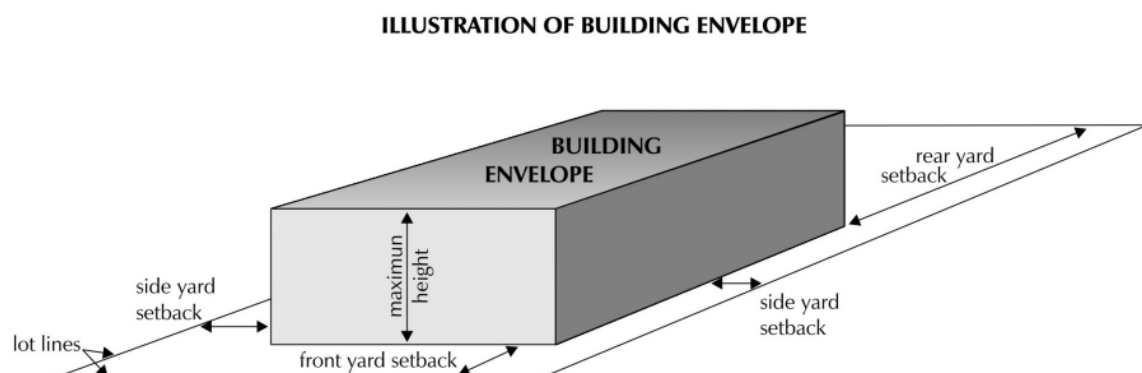 ILLUSTRATION OF BUILDING ENVELOPE
BUILDING
ENVELOPE
rear yard
setback
maximun
height
side yard
setback
side yard
setback
lot lines
front yard setback